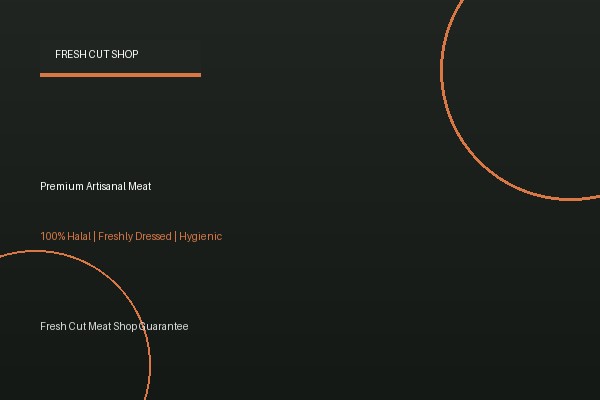 FRESH CUT SHOP
Premium Artisanal Meat
100% Halal | Freshly Dressed | Hygienic
Fresh Cut Meat Shop Guarantee